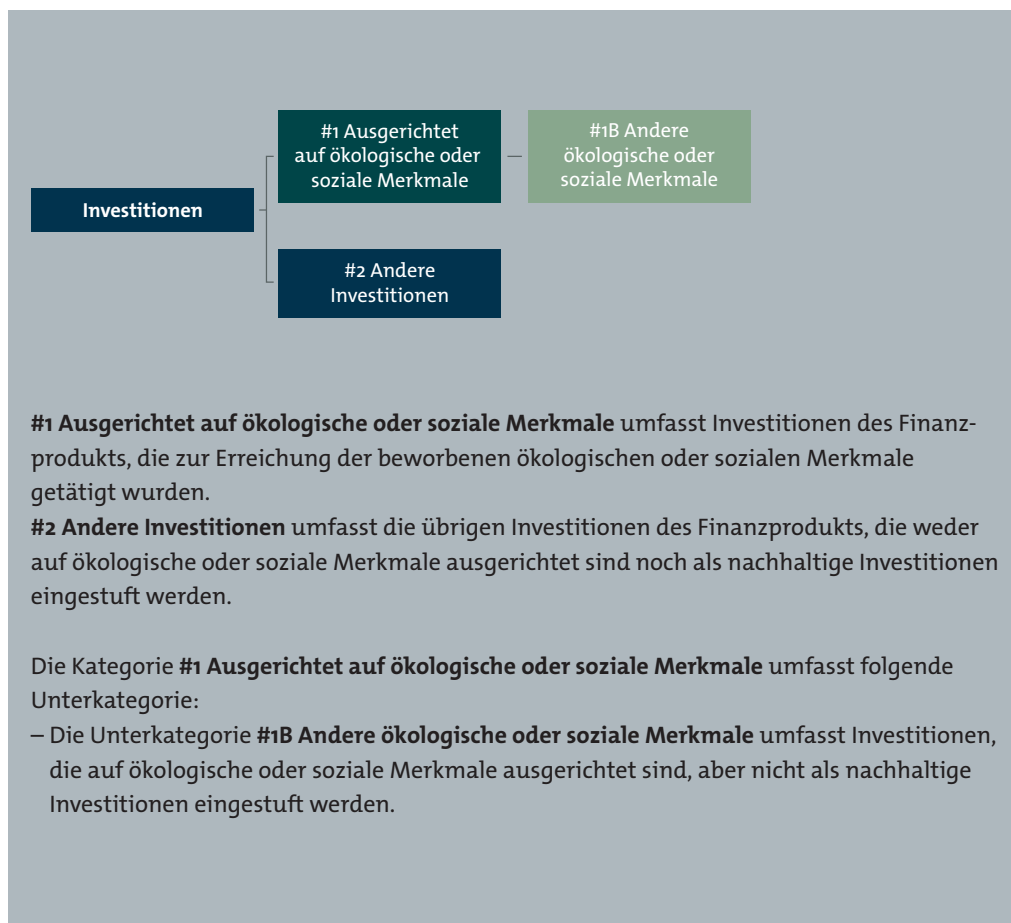 #1 Ausgerichtet
auf ökologische oder
soziale Merkmale
#1B Andere
ökologische oder
soziale Merkmale
Investitionen
#2 Andere
Investitionen
#1 Ausgerichtet auf ökologische oder soziale Merkmale umfasst Investitionen des Finanz-
produkts, die zur Erreichung der beworbenen ökologischen oder sozialen Merkmale
getätigt wurden.
#2 Andere Investitionen umfasst die übrigen Investitionen des Finanzprodukts, die weder
auf ökologische oder soziale Merkmale ausgerichtet sind noch als nachhaltige Investitionen
eingestuft werden.
Die Kategorie #1 Ausgerichtet auf ökologische oder soziale Merkmale umfasst folgende
Unterkategorie:
– Die Unterkategorie #1B Andere ökologische oder soziale Merkmale umfasst Investitionen,
die auf ökologische oder soziale Merkmale ausgerichtet sind, aber nicht als nachhaltige
Investitionen eingestuft werden.